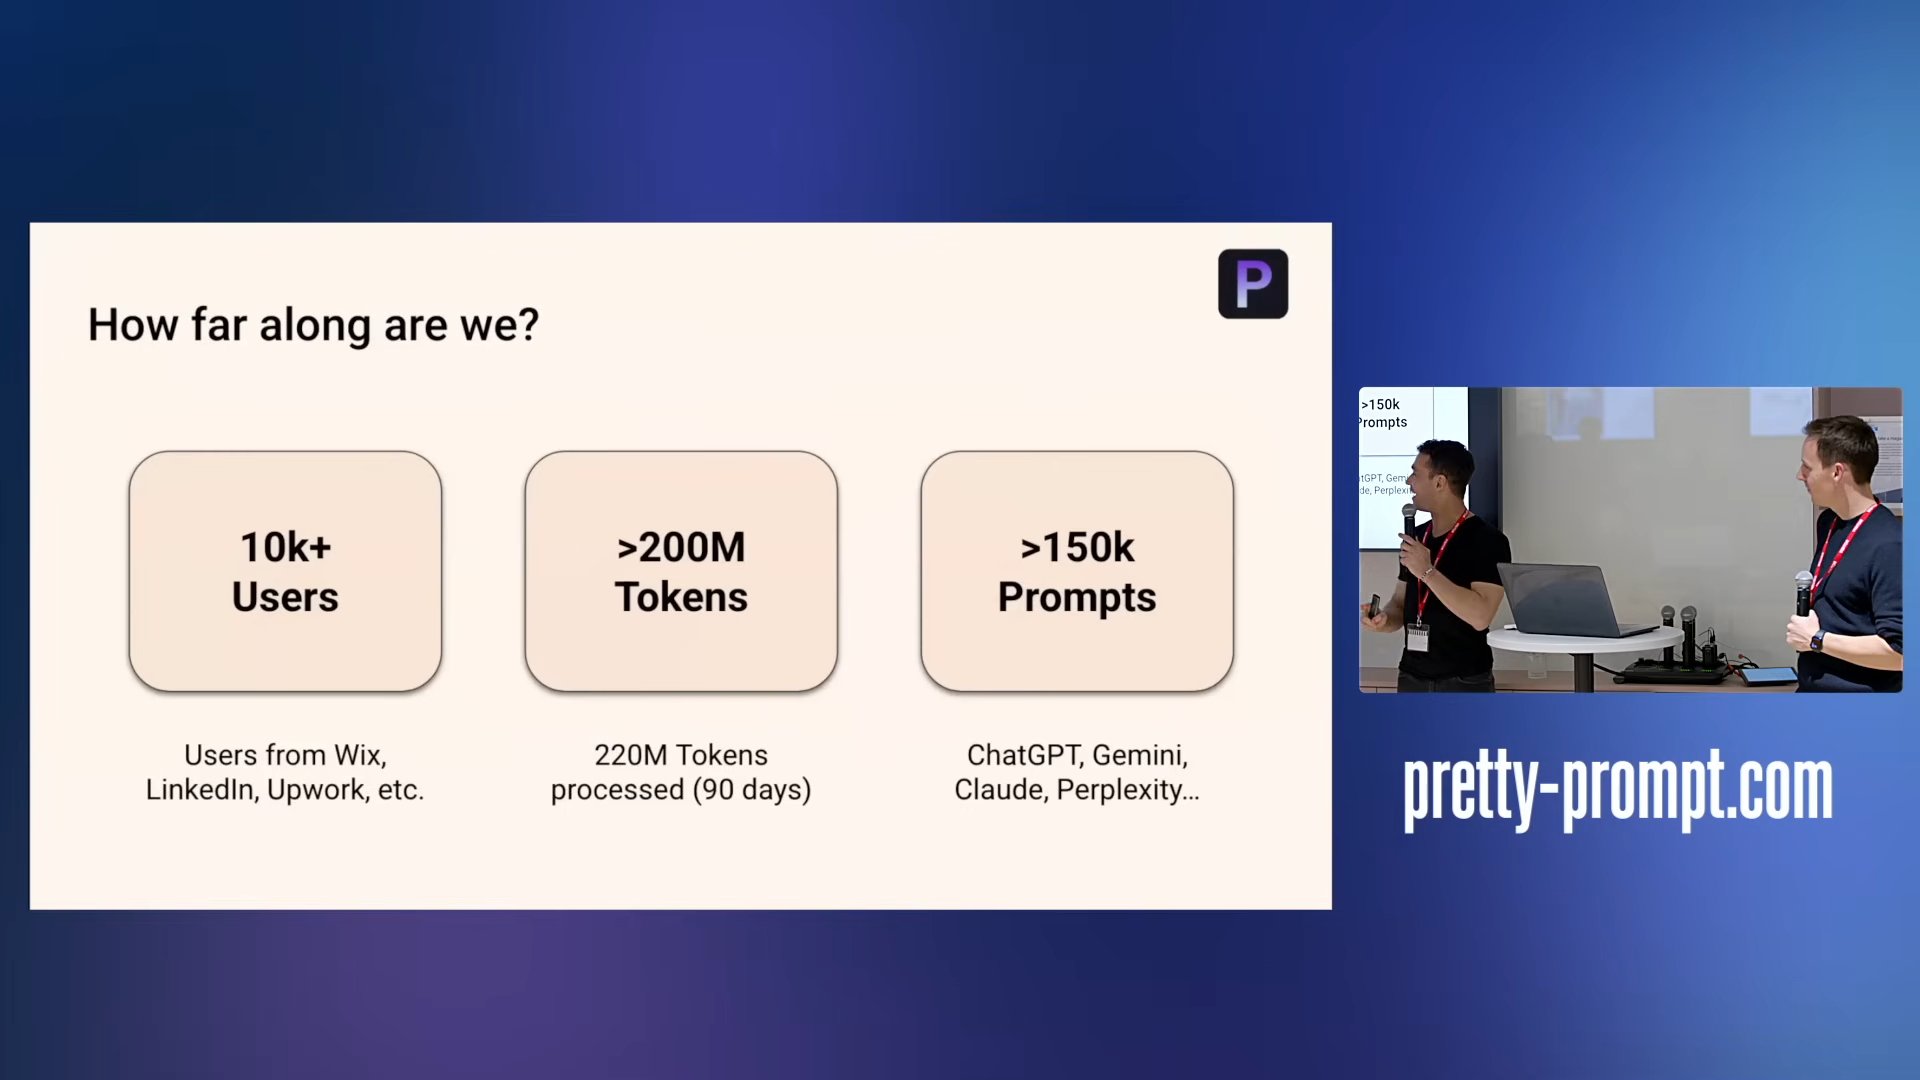 P
How far along are we?
10k+
Users
>200M
Tokens
>150k
Prompts
Users from Wix,
LinkedIn, Upwork, etc.
220M Tokens
processed (90 days)
ChatGPT, Gemini,
Claude, Perplexity...
>150k
Prompts
pretty-prompt.com